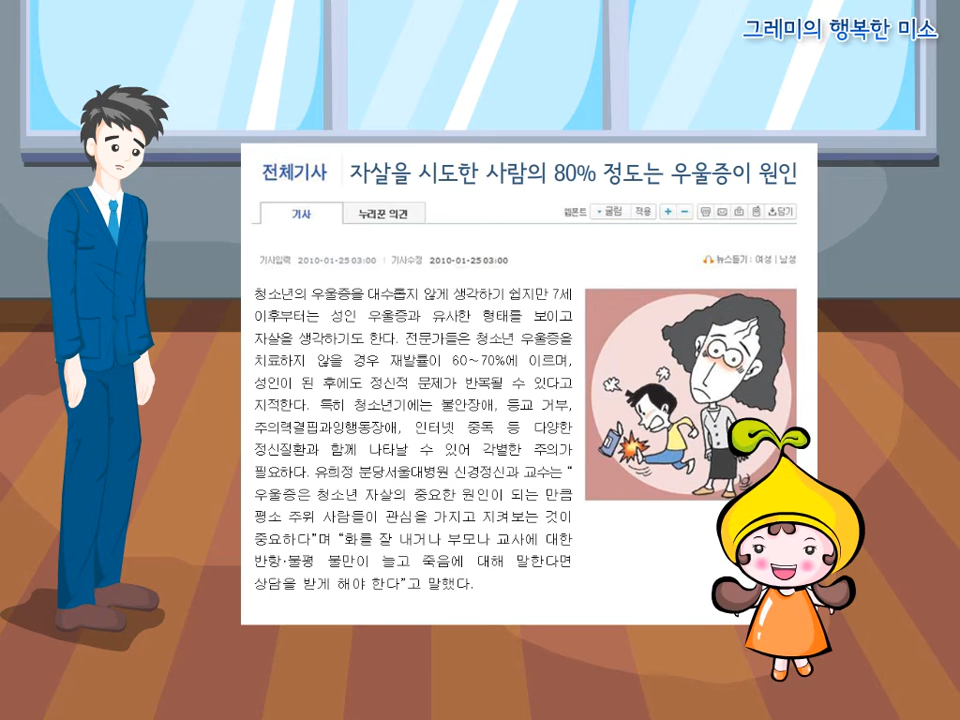 그레미의 행복한 미소
전체기사 자살을 시도한 사람의 80% 정도는 우울증이 원인
기사 누리꾼 의견 웹폰트 굴림 적용 + - 담기
기사입력 2010-01-25 03:00 | 기사수정 2010-01-25 03:00 뉴스듣기 : 여성 | 남성
청소년의 우울증을 대수롭지 않게 생각하기 쉽지만 7세
이후부터는 성인 우울증과 유사한 형태를 보이고
자살을 생각하기도 한다. 전문가들은 청소년 우울증을
치료하지 않을 경우 재발률이 60~70%에 이르며,
성인이 된 후에도 정신적 문제가 반복될 수 있다고
지적한다. 특히 청소년기에는 불안장애, 등교 거부,
주의력결핍과잉행동장애, 인터넷 중독 등 다양한
정신질환과 함께 나타날 수 있어 각별한 주의가
필요하다. 유희정 분당서울대병원 신경정신과 교수는 “
우울증은 청소년 자살의 중요한 원인이 되는 만큼
평소 주위 사람들이 관심을 가지고 지켜보는 것이
중요하다”며 “화를 잘 내거나 부모나 교사에 대한
반항·불평 불만이 늘고 죽음에 대해 말한다면
상담을 받게 해야 한다”고 말했다.